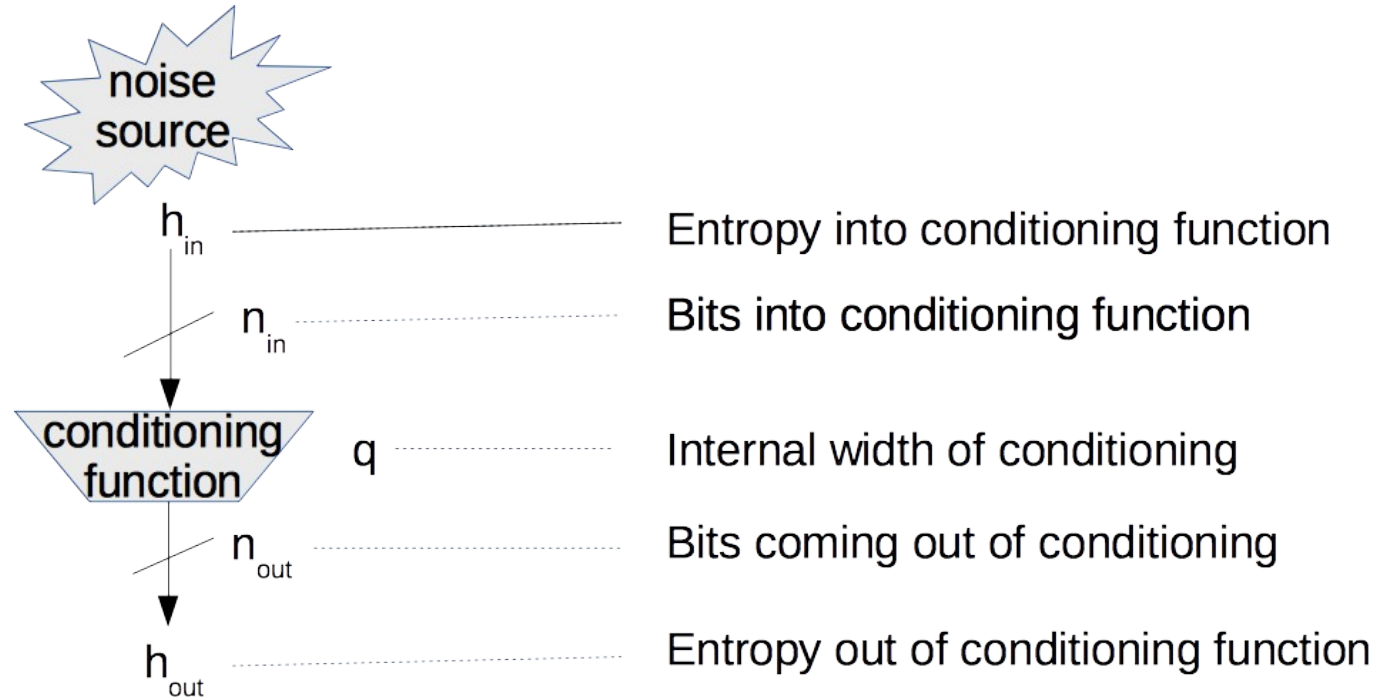 noise
source
h_in Entropy into conditioning function
n_in Bits into conditioning function
conditioning
function
q Internal width of conditioning
n_out Bits coming out of conditioning
h_out Entropy out of conditioning function